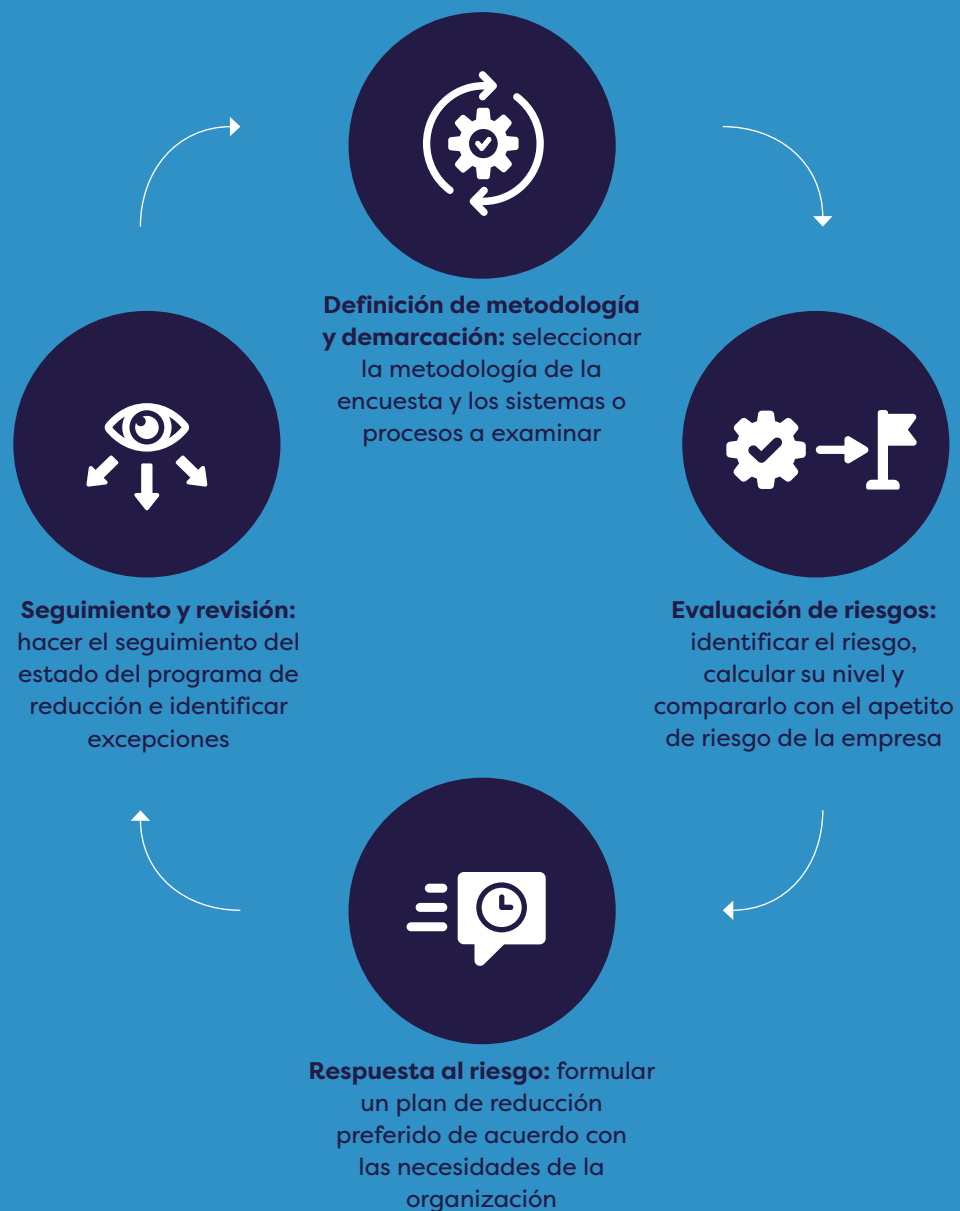 Definición de metodología
y demarcación: seleccionar
la metodología de la
encuesta y los sistemas o
procesos a examinar
Evaluación de riesgos:
identificar el riesgo,
calcular su nivel y
compararlo con el apetito
de riesgo de la empresa
Respuesta al riesgo: formular
un plan de reducción
preferido de acuerdo con
las necesidades de la
organización
Seguimiento y revisión:
hacer el seguimiento del
estado del programa de
reducción e identificar
excepciones